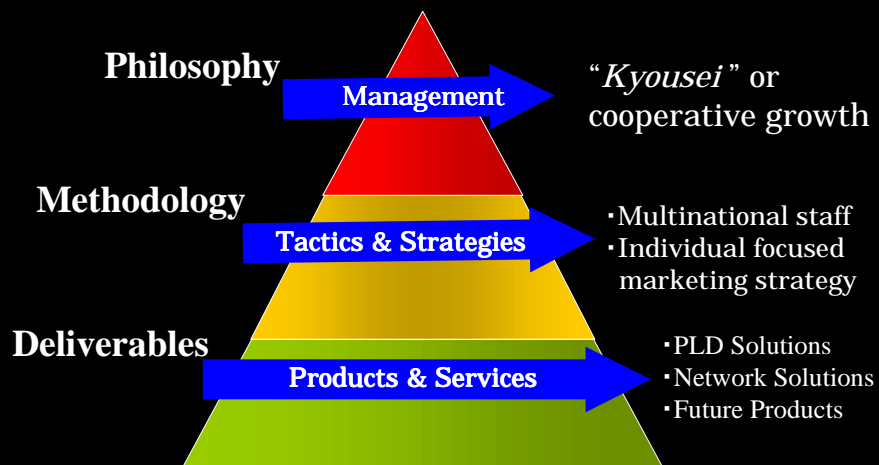 Philosophy
Management
“Kyousei ” or
cooperative growth
Methodology
Tactics & Strategies
・Multinational staff
・Individual focused
marketing strategy
Deliverables
Products & Services
・PLD Solutions
・Network Solutions
・Future Products